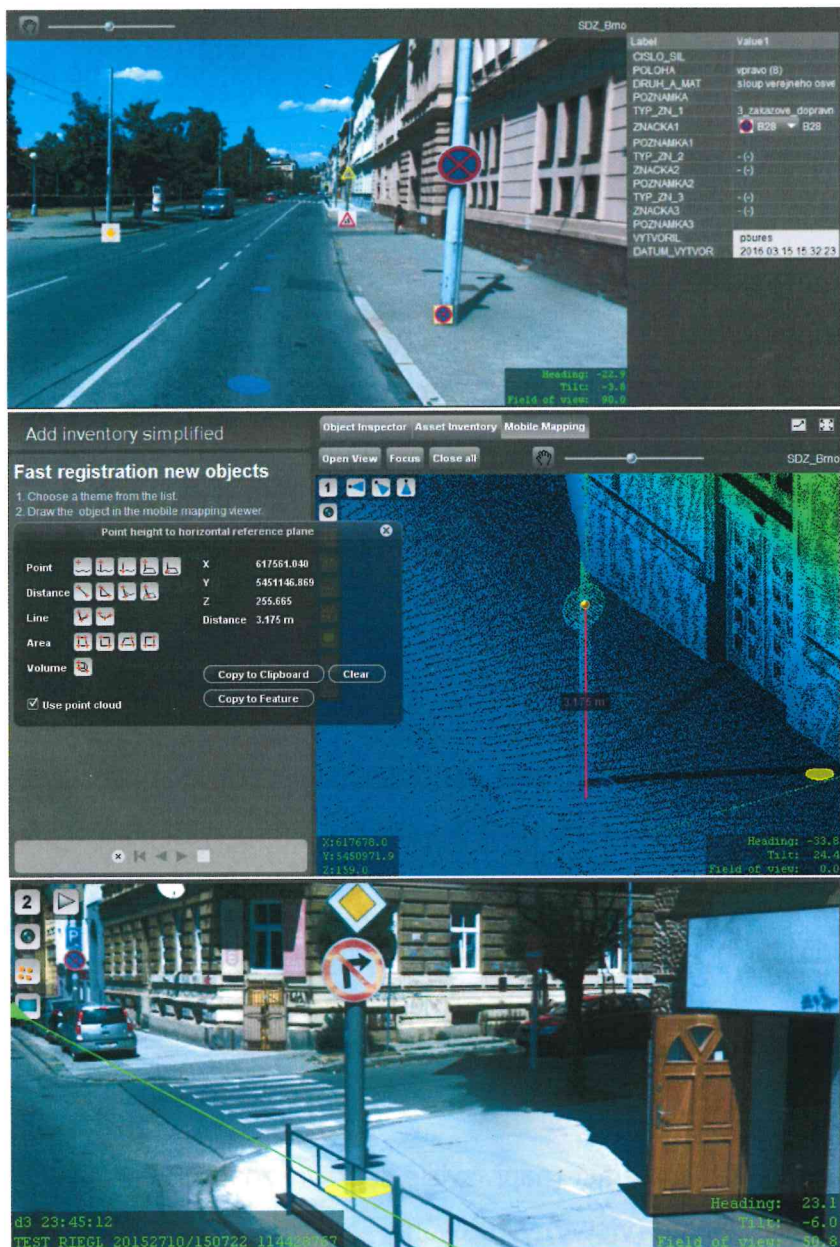 SDZ_Brno
Label Value1
CISLO_SIL
POLOHA vpravo (8)
DRUH_A_MAT sloup verejneho osve
POZNAMKA
TYP_ZN_1 3_zakazove_dopravn
ZNACKA1 B28 B28
POZNAMKA1
TYP_ZN_2 - (-)
ZNACKA2 - (-)
POZNAMKA2
TYP_ZN_3 - (-)
ZNACKA3 - (-)
POZNAMKA3
VYTVORIL poures
DATUM_VYTVOR 2016.03.15 15:32:23
Heading: -22.9
Tilt: -3.8
Field of view: 90.0
Add inventory simplified
Object Inspector Asset Inventory Mobile Mapping
Fast registration new objects
Open View Focus Close all
SDZ_Brno
1. Choose a theme from the list.
2. Draw the object in the mobile mapping viewer.
1
Point height to horizontal reference plane
Point X 617561.040
Y 5451146.869
Distance Z 255.665
Line Distance 3.175 m
Area
Volume
Copy to Clipboard Clear
Use point cloud
Copy to Feature
3.175 m
X:617678.0
Y:5450971.9
Z:159.0
Heading: -33.8
Tilt: 24.4
Field of view: 0.0
2
P
d3 23:45:12
TEST RIEGL 20152710/150722_114428767
Heading: 23.1
Tilt: -6.0
Field of view: 50.0